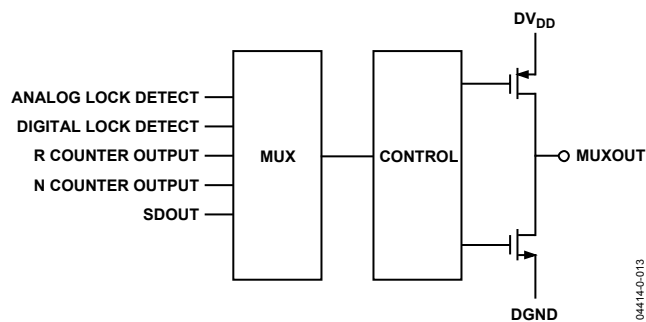 DVDD
ANALOG LOCK DETECT
DIGITAL LOCK DETECT
R COUNTER OUTPUT
N COUNTER OUTPUT
SDOUT
MUX
CONTROL
MUXOUT
DGND
04414-0-013